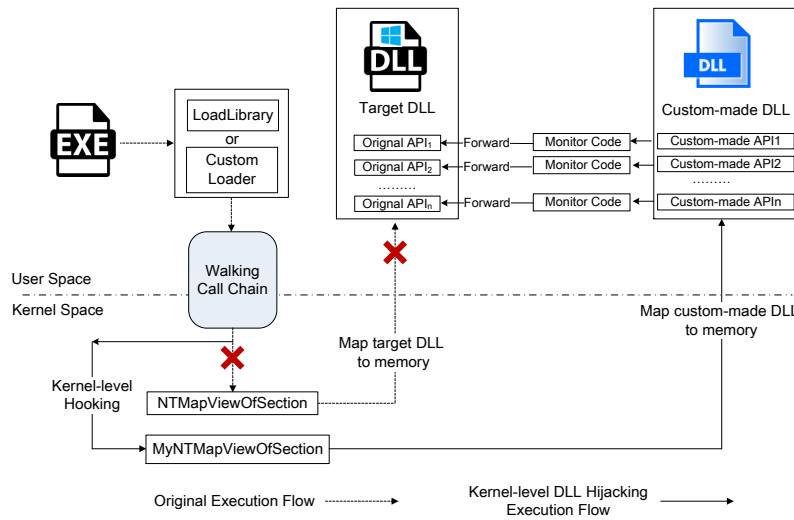 DLL
Target DLL
DLL
Custom-made DLL
EXE
LoadLibrary
or
Custom
Loader
Orignal API₁
Forward
Monitor Code
Custom-made API1
Orignal API₂
Forward
Monitor Code
Custom-made API2
.........
.........
Orignal APIₙ
Forward
Monitor Code
Custom-made APIn
Walking
Call Chain
User Space
Kernel Space
Map target DLL
to memory
Map custom-made DLL
to memory
Kernel-level
Hooking
NTMapViewOfSection
MyNTMapViewOfSection
Original Execution Flow
Kernel-level DLL Hijacking
Execution Flow